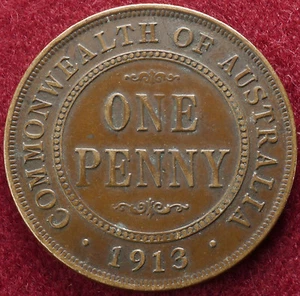 COMMONWEALTH OF AUSTRALIA
ONE
PENNY
· 1913 ·